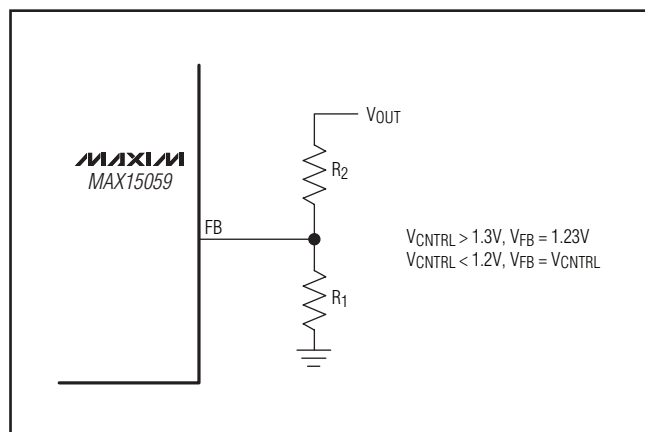 VOUT
MAXIM
MAX15059
R2
FB
VCNTRL > 1.3V, VFB = 1.23V
VCNTRL < 1.2V, VFB = VCNTRL
R1